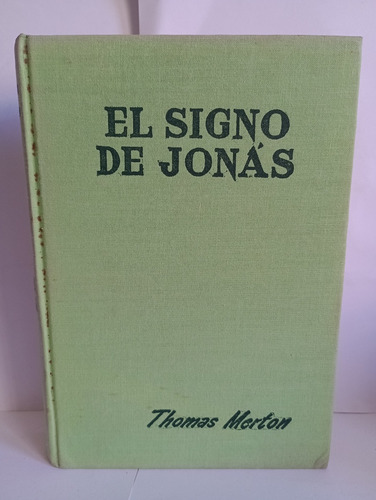 EL SIGNO
DE JONÁS
Thomas Merton